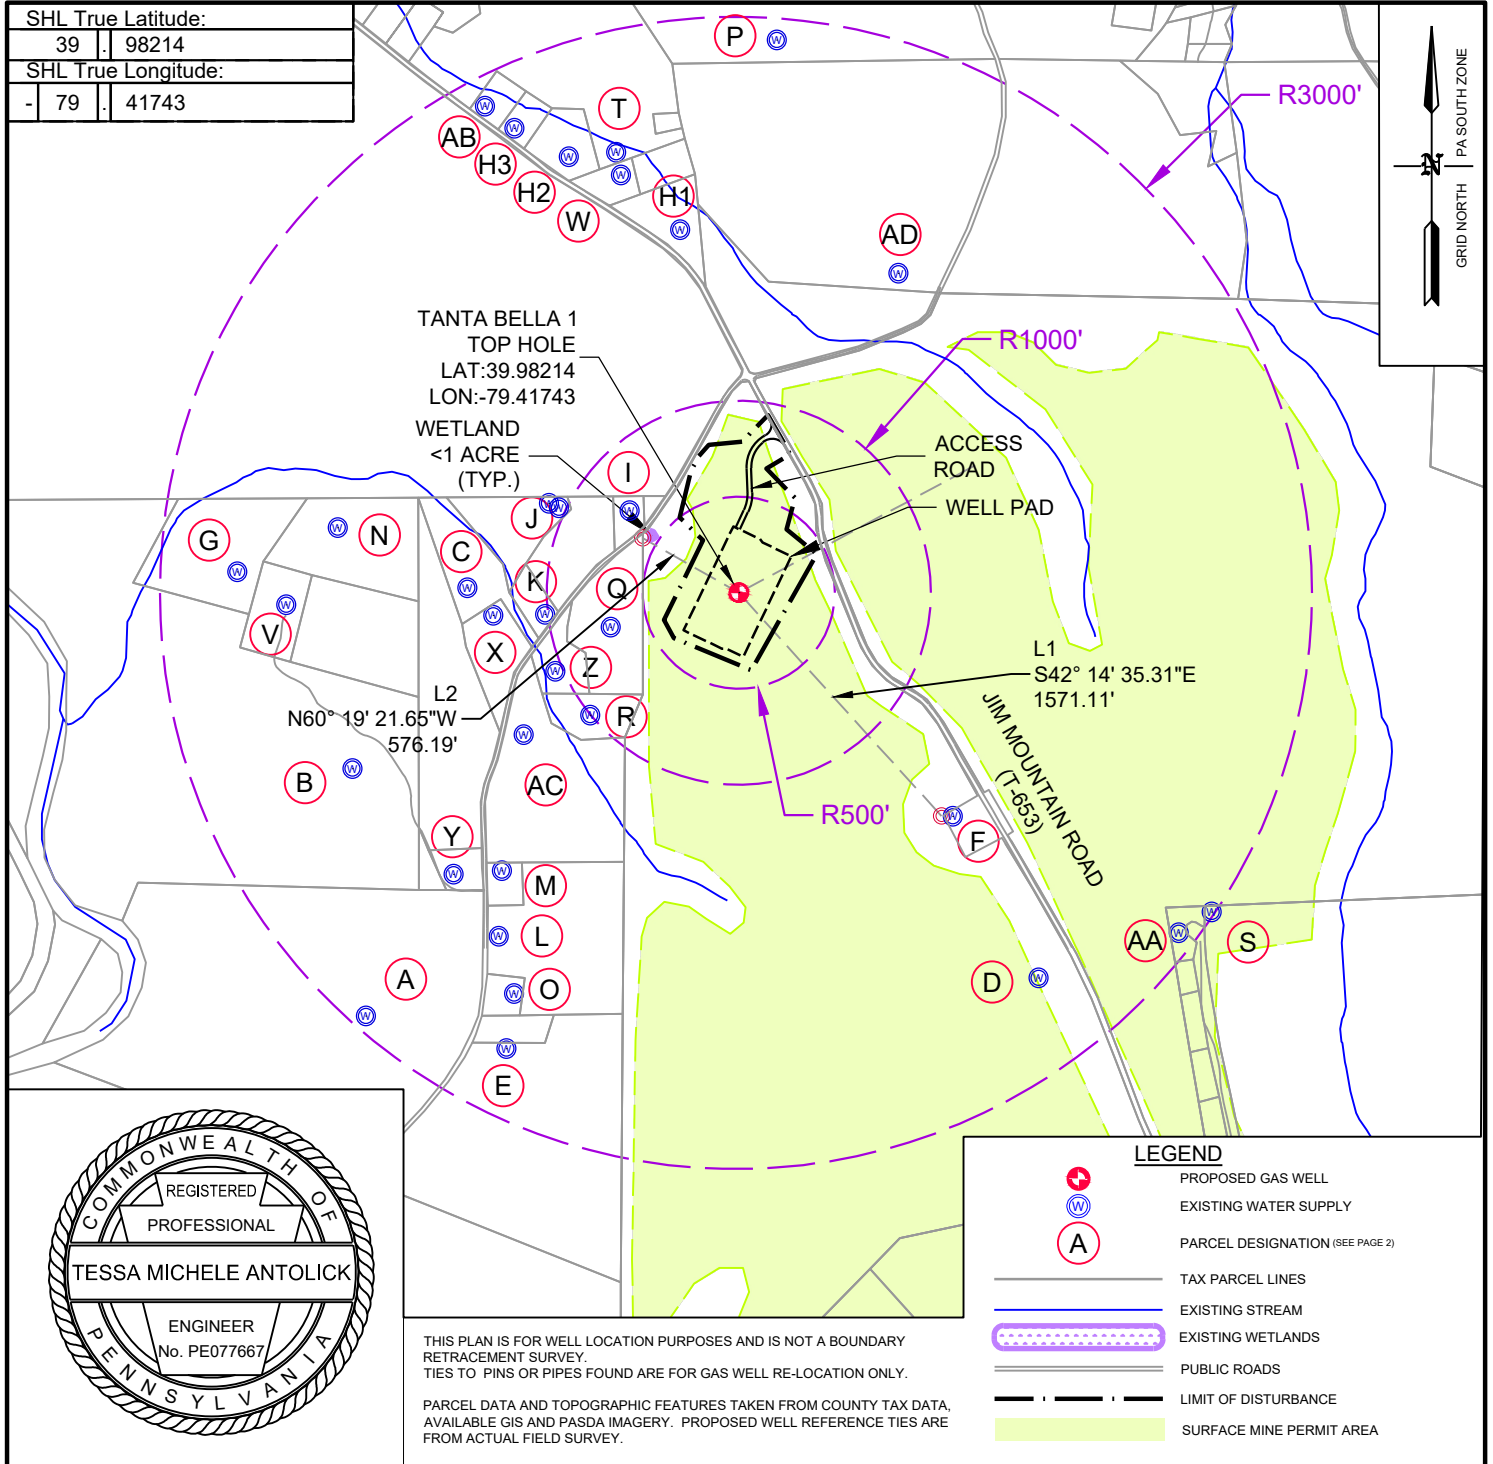 SHL True Latitude:
39 . 98214
SHL True Longitude:
- 79 . 41743
P
R3000'
T
AB
H3
H2
W
H1
AD
PA SOUTH ZONE
N
GRID NORTH
TANTA BELLA 1
TOP HOLE
LAT:39.98214
LON:-79.41743
R1000'
WETLAND
<1 ACRE
(TYP.)
ACCESS
ROAD
WELL PAD
I
J
G
N
C
K
Q
V
X
Z
R
L2
N60° 19' 21.65"W
576.19'
L1
S42° 14' 35.31"E
1571.11'
JIM MOUNTAIN ROAD
(T-653)
B
AC
R500'
Y
F
M
L
AA
S
A
O
D
E
COMMONWEALTH OF
REGISTERED
PROFESSIONAL
TESSA MICHELE ANTOLICK
ENGINEER
No. PE077667
PENNSYLVANIA
THIS PLAN IS FOR WELL LOCATION PURPOSES AND IS NOT A BOUNDARY
RETRACEMENT SURVEY.
TIES TO PINS OR PIPES FOUND ARE FOR GAS WELL RE-LOCATION ONLY.
PARCEL DATA AND TOPOGRAPHIC FEATURES TAKEN FROM COUNTY TAX DATA,
AVAILABLE GIS AND PASDA IMAGERY. PROPOSED WELL REFERENCE TIES ARE
FROM ACTUAL FIELD SURVEY.
LEGEND
PROPOSED GAS WELL
W EXISTING WATER SUPPLY
A PARCEL DESIGNATION (SEE PAGE 2)
TAX PARCEL LINES
EXISTING STREAM
EXISTING WETLANDS
PUBLIC ROADS
LIMIT OF DISTURBANCE
SURFACE MINE PERMIT AREA